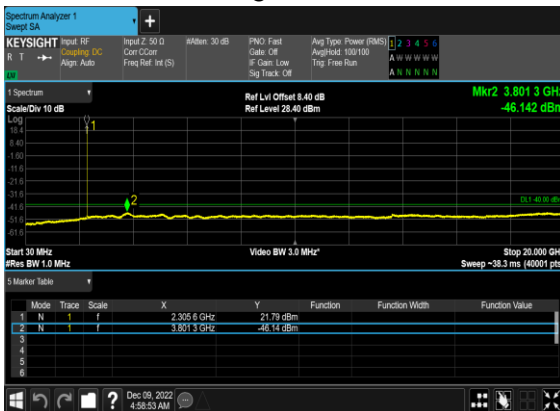 Spectrum Analyzer 1
Swept SA
KEYSIGHT Input: RF Input Z: 50 Ω #Atten: 30 dB PNO: Fast Avg Type: Power (RMS) 1 2 3 4 5 6
R T Coupling: DC Corr CCorr Gate: Off Avg|Hold: 100/100 A W W W W W
Align: Auto Freq Ref: Int (S) IF Gain: Low Trig: Free Run
LW Sig Track: Off A N N N N N
1 Spectrum Ref Lvl Offset 8.40 dB Mkr2 3.801 3 GHz
Scale/Div 10 dB Ref Level 28.40 dBm -46.142 dBm
Log
1
18.4
8.40
-1.60
-11.6
-21.6
-31.6
2
DL1 -40.00 dBm
-41.6
-51.6
-61.6
Start 30 MHz Video BW 3.0 MHz* Stop 20.000 GHz
#Res BW 1.0 MHz Sweep ~38.3 ms (40001 pts
5 Marker Table
Mode Trace Scale X Y Function Function Width Function Value
1 N 1 f 2.305 6 GHz 21.79 dBm
2 N 1 f 3.801 3 GHz -46.14 dBm
3
4
5
6
? Dec 09, 2022
4:58:53 AM